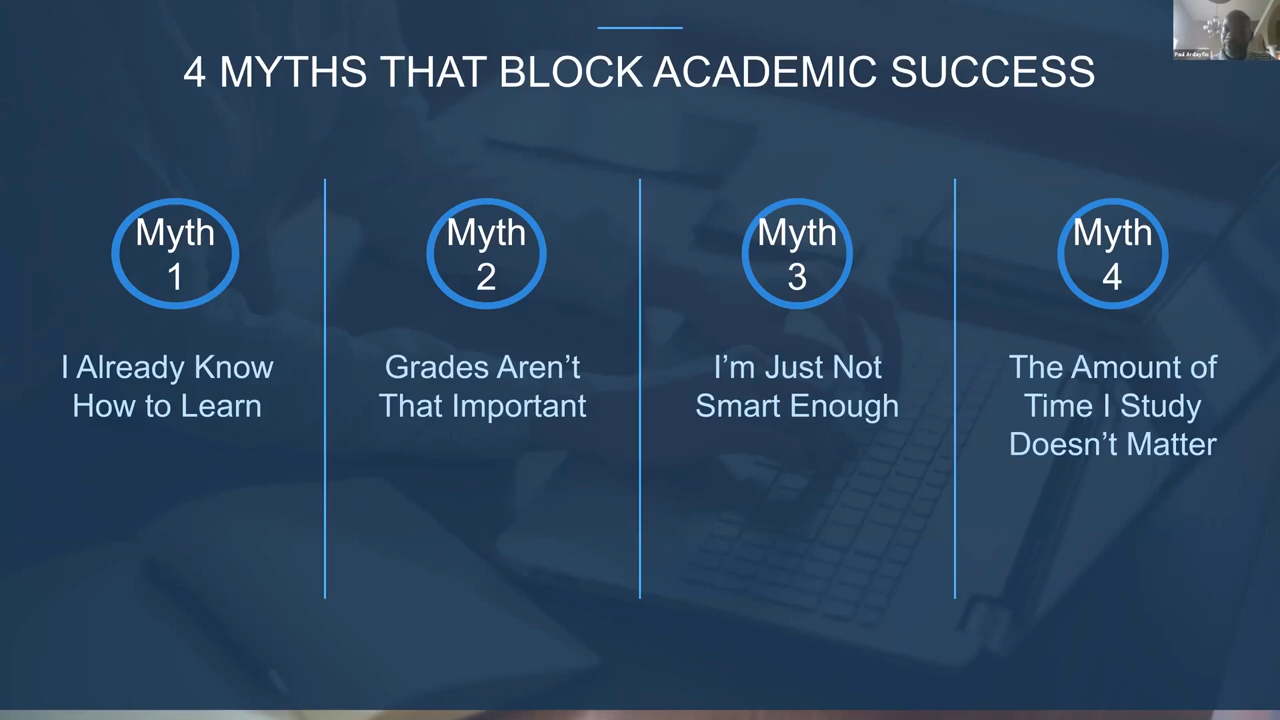 4 MYTHS THAT BLOCK ACADEMIC SUCCESS
Myth
1
I Already Know
How to Learn
Myth
2
Grades Aren’t
That Important
Myth
3
I’m Just Not
Smart Enough
Myth
4
The Amount of
Time I Study
Doesn’t Matter